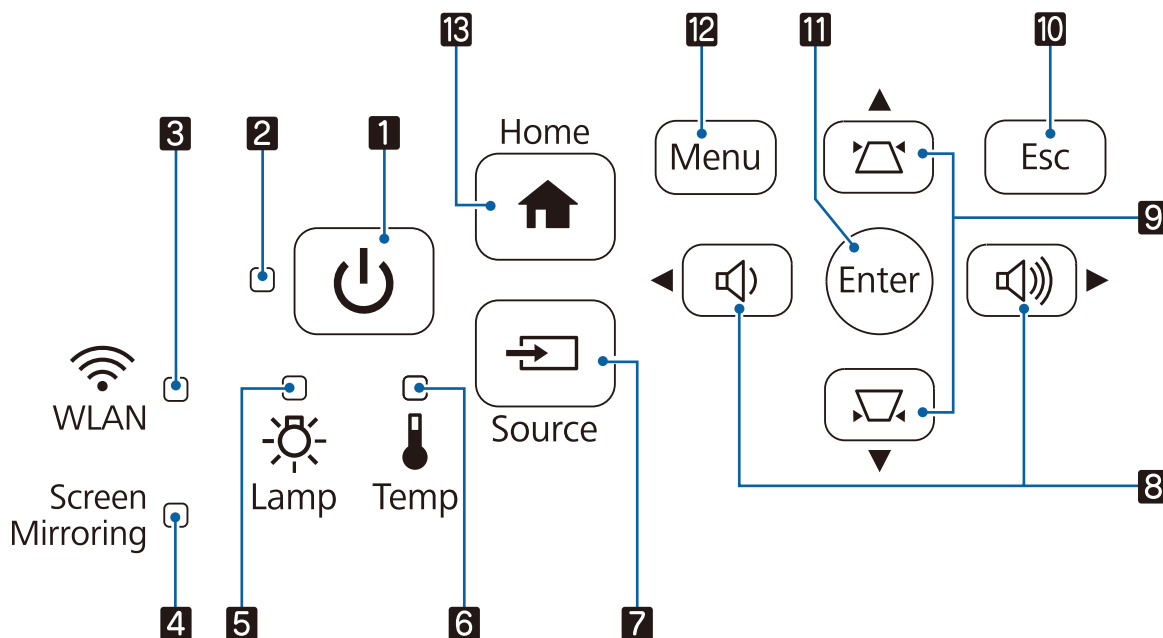 13
12
11
10
3
2
1
Home
Menu
Esc
9
Enter
WLAN
Source
8
Lamp
Temp
Screen
Mirroring
4
5
6
7